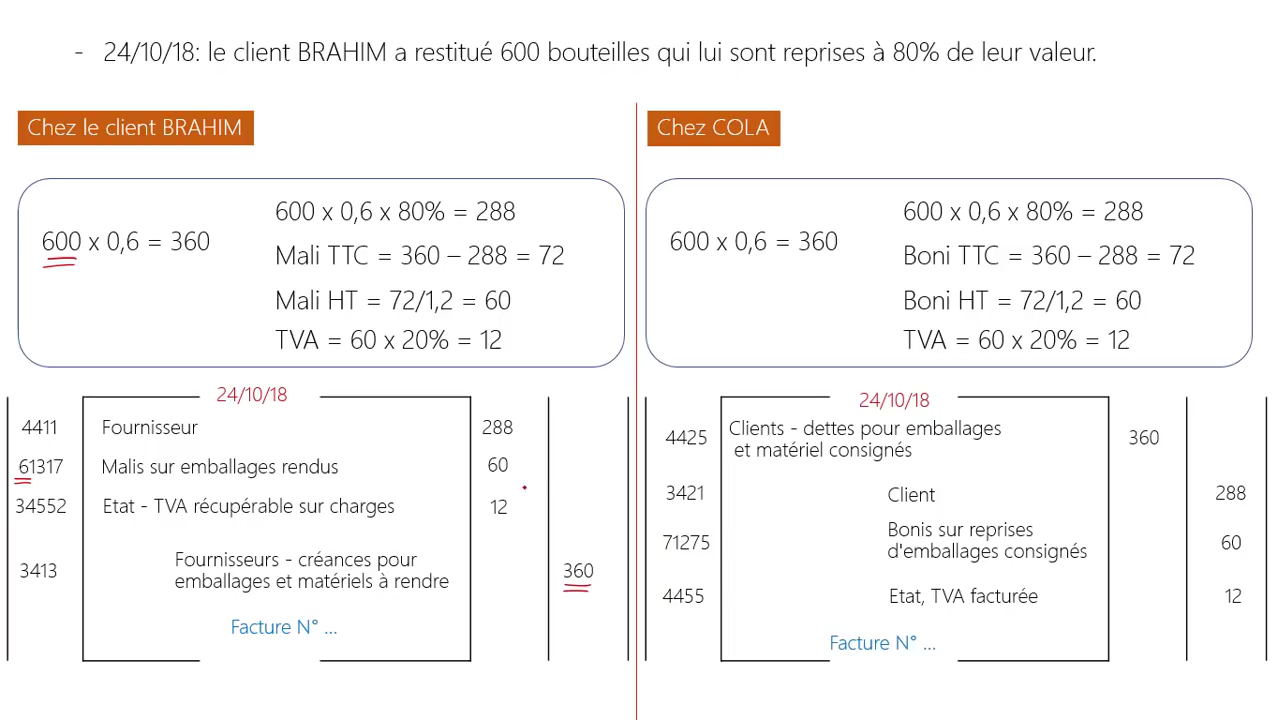 - 24/10/18: le client BRAHIM a restitué 600 bouteilles qui lui sont reprises à 80% de leur valeur.
Chez le client BRAHIM
600 x 0,6 = 360
600 x 0,6 x 80% = 288
Mali TTC = 360 – 288 = 72
Mali HT = 72/1,2 = 60
TVA = 60 x 20% = 12
24/10/18
4411 Fournisseur 288
61317 Malis sur emballages rendus 60
34552 Etat - TVA récupérable sur charges 12
3413 Fournisseurs - créances pour
emballages et matériels à rendre 360
Facture N° ...
Chez COLA
600 x 0,6 = 360
600 x 0,6 x 80% = 288
Boni TTC = 360 – 288 = 72
Boni HT = 72/1,2 = 60
TVA = 60 x 20% = 12
24/10/18
4425 Clients - dettes pour emballages
et matériel consignés 360
3421 Client 288
71275 Bonis sur reprises
d'emballages consignés 60
4455 Etat, TVA facturée 12
Facture N° ...